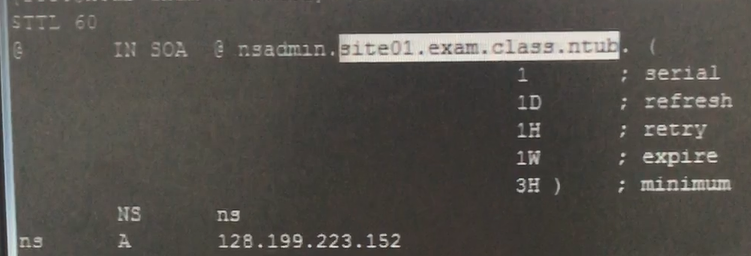 $TTL 60
@ IN SOA @ nsadmin.site01.exam.class.ntub. (
1 ; serial
1D ; refresh
1H ; retry
1W ; expire
3H ) ; minimum
NS ns
ns A 128.199.223.152